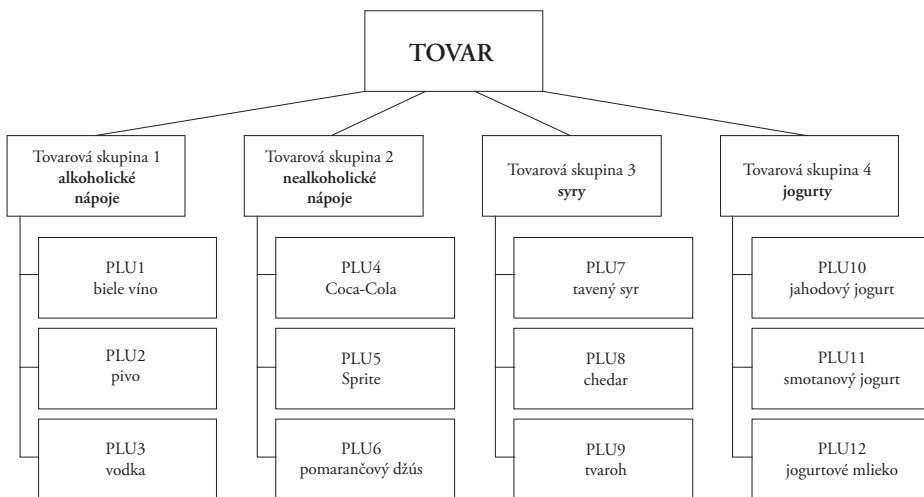 TOVAR
Tovarová skupina 1
alkoholické
nápoje
Tovarová skupina 2
nealkoholické
nápoje
Tovarová skupina 3
syry
Tovarová skupina 4
jogurty
PLU1
biele víno
PLU4
Coca-Cola
PLU7
tavený syr
PLU10
jahodový jogurt
PLU2
pivo
PLU5
Sprite
PLU8
chedar
PLU11
smotanový jogurt
PLU3
vodka
PLU6
pomarančový džús
PLU9
tvaroh
PLU12
jogurtové mlieko